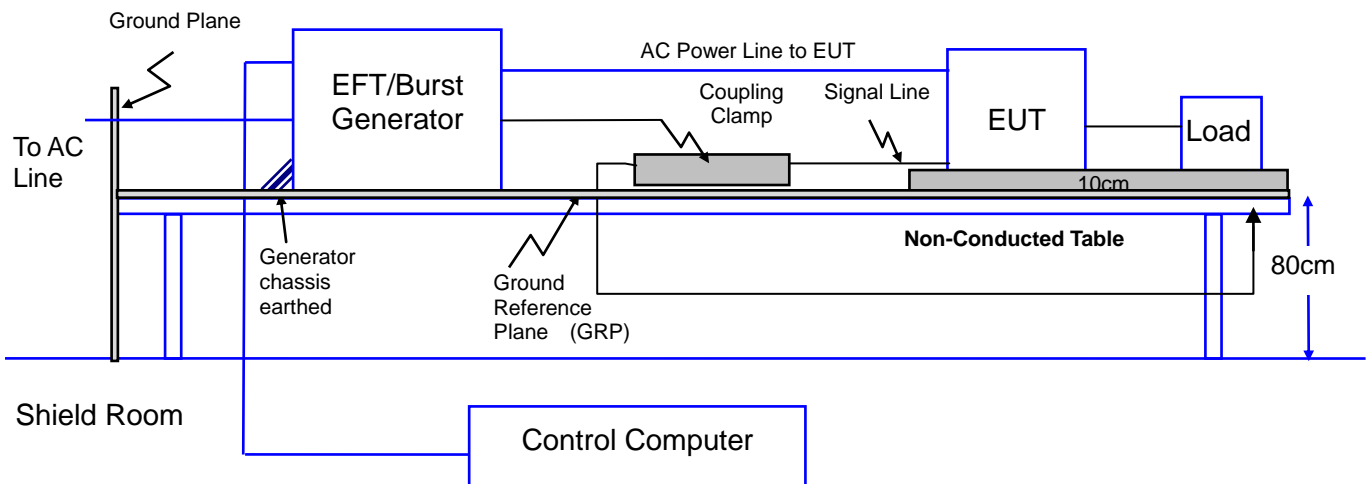 Ground Plane
EFT/Burst
Generator
AC Power Line to EUT
Coupling
Clamp
Signal Line
EUT
Load
To AC
Line
10cm
Generator
chassis
earthed
Ground
Reference
Plane (GRP)
Non-Conducted Table
80cm
Shield Room
Control Computer